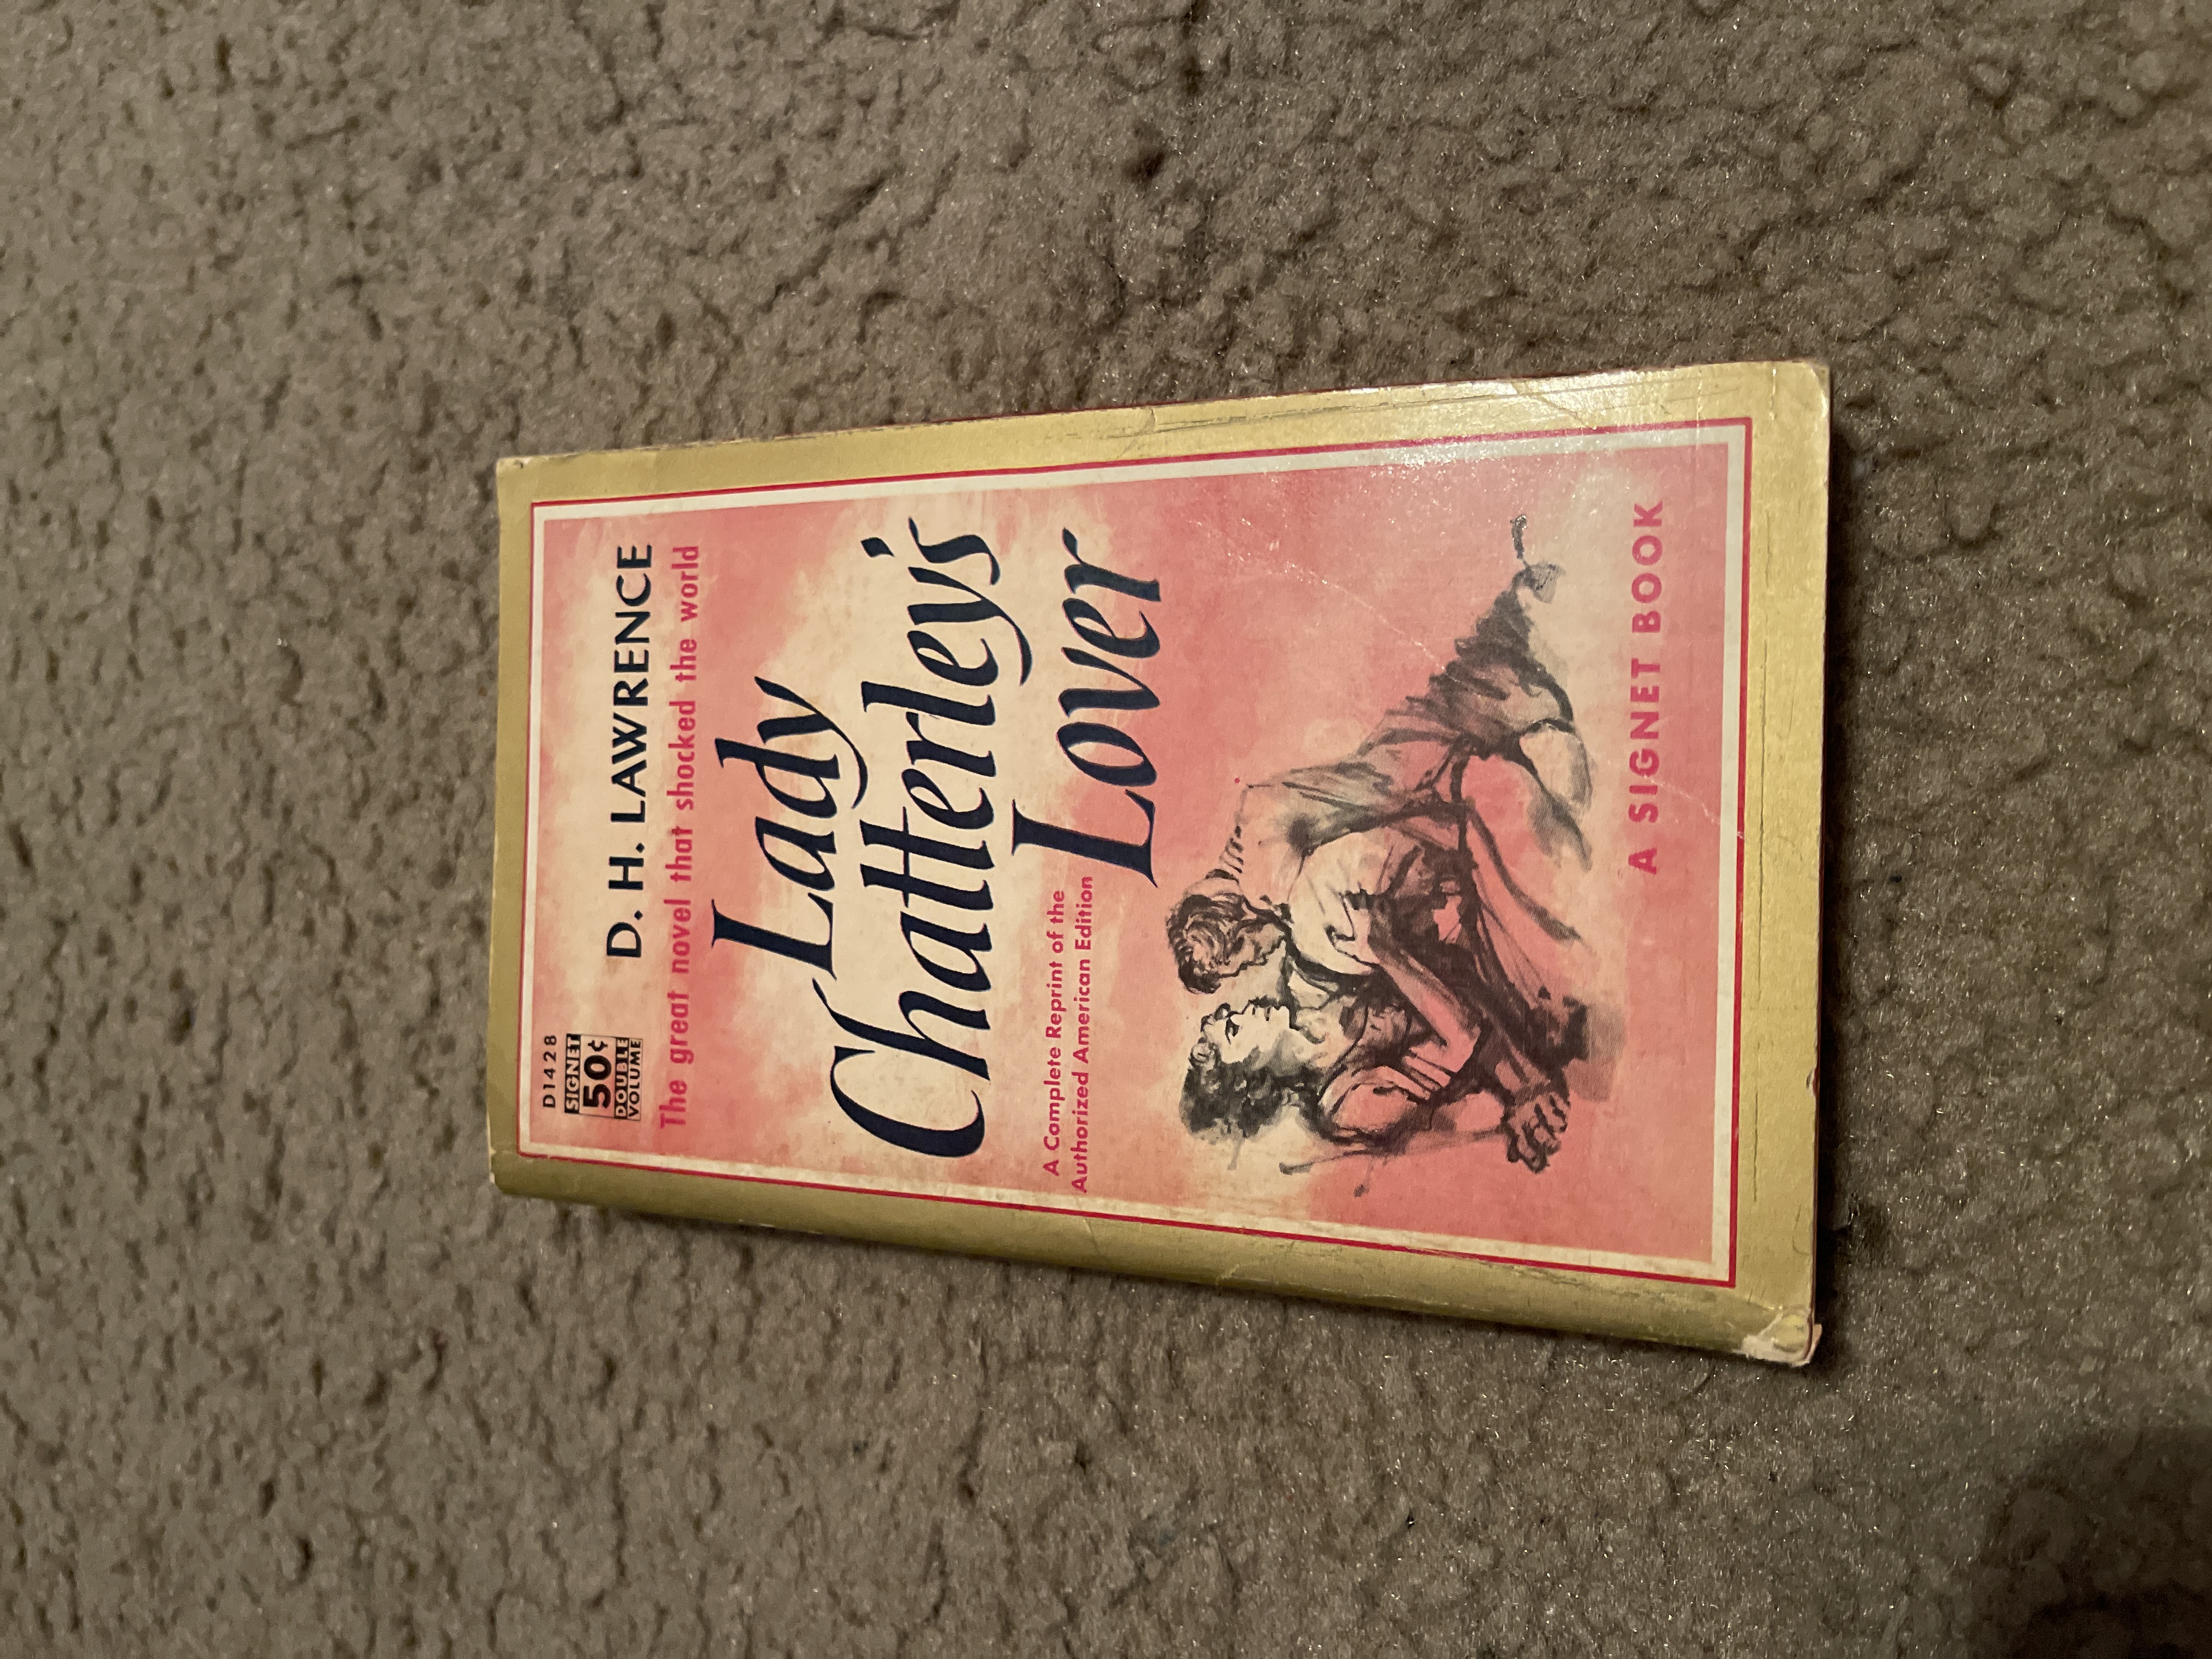 D1428
SIGNET
50¢
DOUBLE
VOLUME
D. H. LAWRENCE
The great novel that shocked the world
Lady
Chatterley's
Lover
A Complete Reprint of the
Authorized American Edition
A SIGNET BOOK